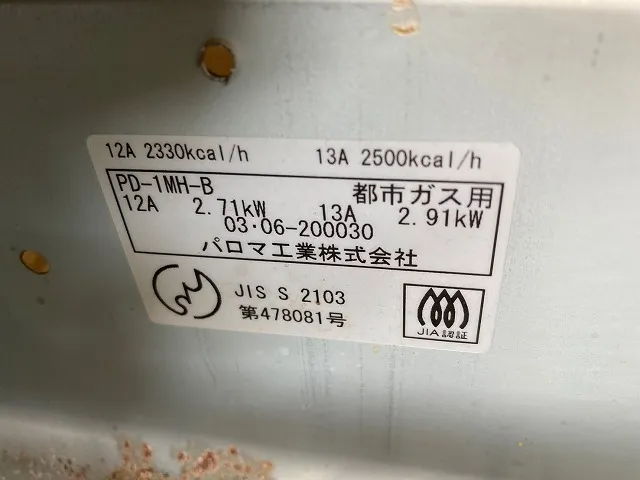 12A 2330kcal/h 13A 2500kcal/h
PD-1MH-B 都市ガス用
12A 2.71kW 13A 2.91kW
03・06-200030
パロマ工業株式会社
JIS S 2103
第478081号
JIA認証